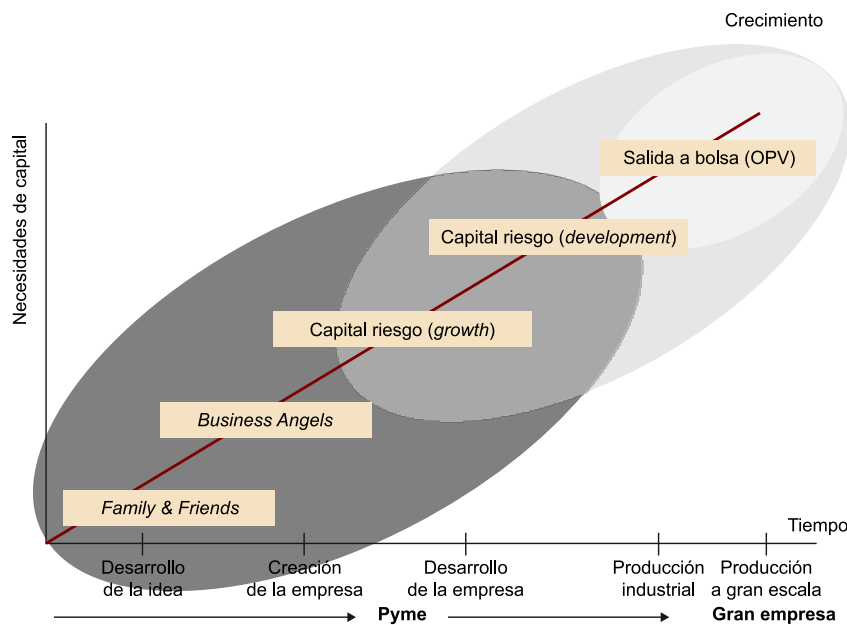 Crecimiento
Necesidades de capital
Salida a bolsa (OPV)
Capital riesgo (development)
Capital riesgo (growth)
Business Angels
Family & Friends
Tiempo
Desarrollo
de la idea
Creación
de la empresa
Desarrollo
de la empresa
Producción
industrial
Producción
a gran escala
Pyme
Gran empresa